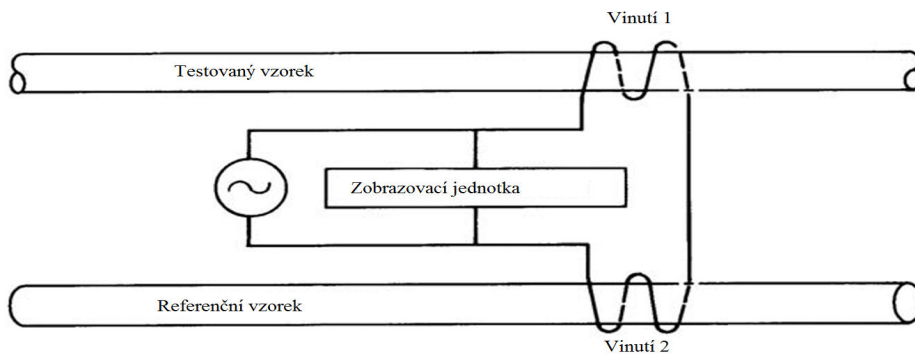 Vinutí 1
Testovaný vzorek
Zobrazovací jednotka
Referenční vzorek
Vinutí 2